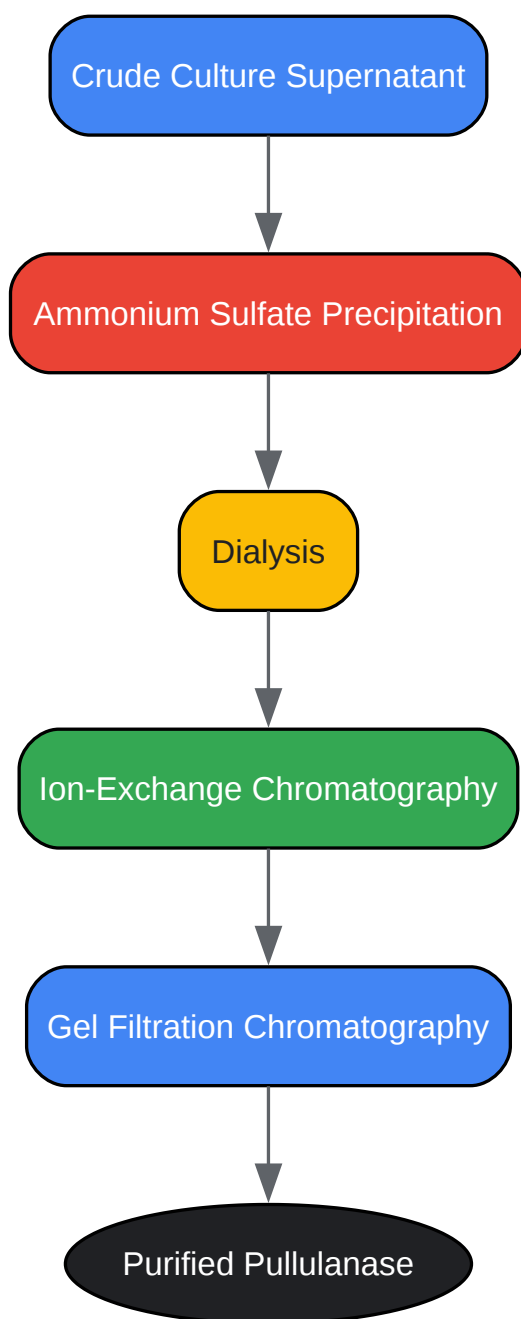 Crude Culture Supernatant
Ammonium Sulfate Precipitation
Dialysis
Ion-Exchange Chromatography
Gel Filtration Chromatography
Purified Pullulanase